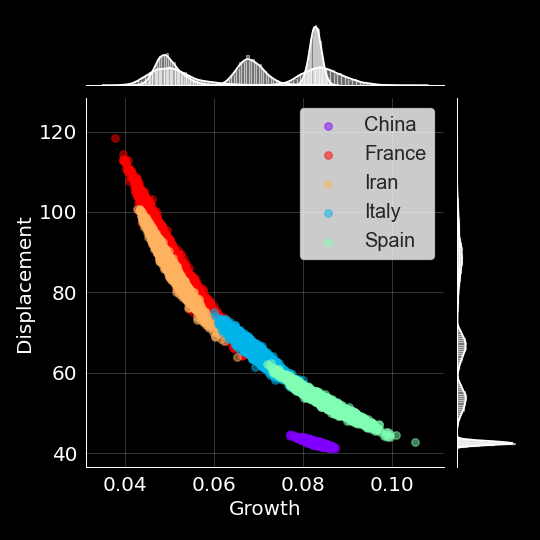 China
France
Iran
Italy
Spain
120
100
80
60
40
Displacement
0.04 0.06 0.08 0.10
Growth